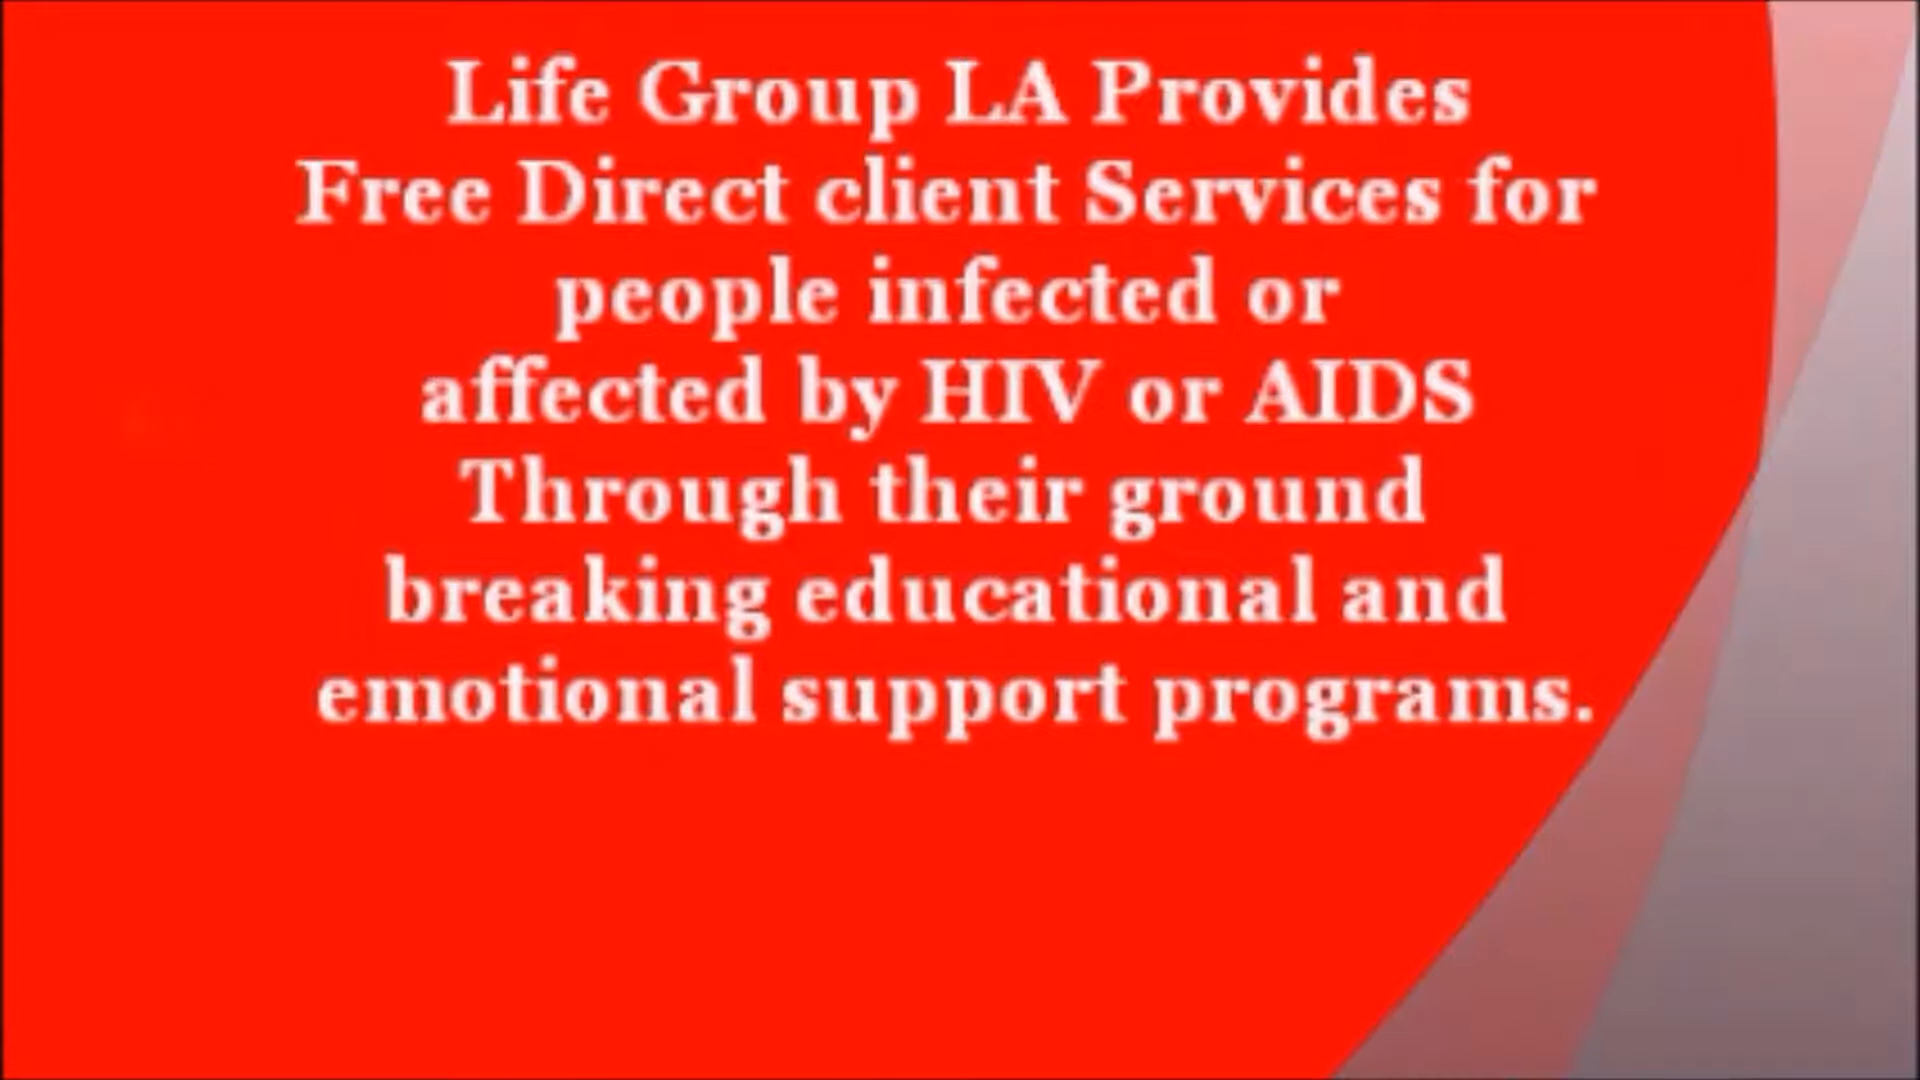 Life Group LA Provides
Free Direct client Services for
people infected or
affected by HIV or AIDS
Through their ground
breaking educational and
emotional support programs.